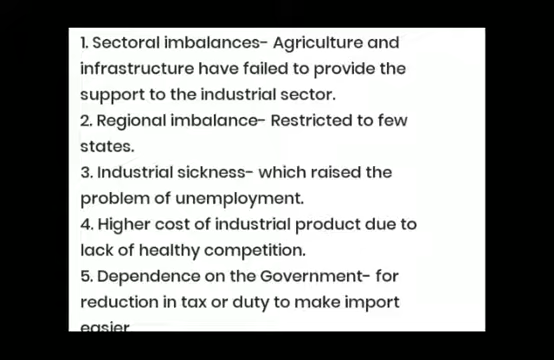 1. Sectoral imbalances- Agriculture and
infrastructure have failed to provide the
support to the industrial sector.
2. Regional imbalance- Restricted to few
states.
3. Industrial sickness- which raised the
problem of unemployment.
4. Higher cost of industrial product due to
lack of healthy competition.
5. Dependence on the Government- for
reduction in tax or duty to make import
easier